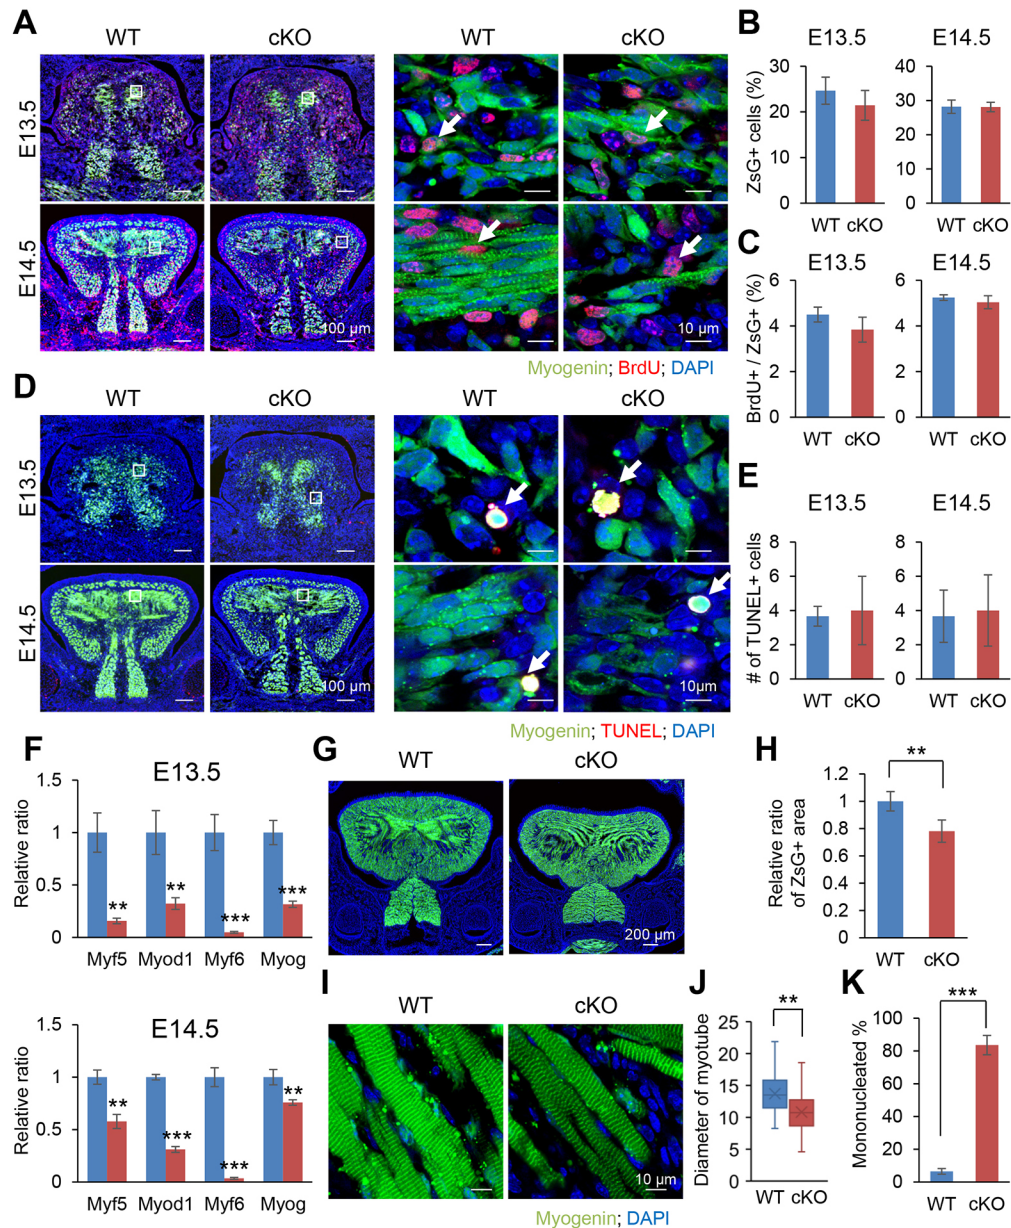 A
WT
cKO
WT
cKO
E13.5
E14.5
100 µm
10 µm
Myogenin; BrdU; DAPI
B
E13.5
E14.5
ZsG+ cells (%)
30
20
10
0
WT
cKO
40
30
20
10
0
WT
cKO
C
E13.5
E14.5
BrdU+ / ZsG+ (%)
6
4
2
0
WT
cKO
6
4
2
0
WT
cKO
D
WT
cKO
WT
cKO
E13.5
E14.5
100 µm
10µm
Myogenin; TUNEL; DAPI
E
E13.5
E14.5
# of TUNEL+ cells
8
6
4
2
0
WT
cKO
8
6
4
2
0
WT
cKO
F
E13.5
Relative ratio
1.5
1
0.5
0
**
**
***
***
Myf5
Myod1
Myf6
Myog
E14.5
Relative ratio
1.5
1
0.5
0
**
***
***
**
Myf5
Myod1
Myf6
Myog
G
WT
cKO
200 µm
H
**
Relative ratio
of ZsG+ area
1.2
1
0.8
0.6
0.4
0.2
0
WT
cKO
I
WT
cKO
10 µm
Myogenin; DAPI
J
**
Diameter of myotube
25
20
15
10
5
0
WT
cKO
K
***
Mononucleated %
100
80
60
40
20
0
WT
cKO